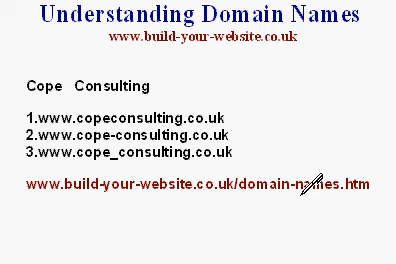 Understanding Domain Names
www.build-your-website.co.uk
Cope Consulting
1.www.copeconsulting.co.uk
2.www.cope-consulting.co.uk
3.www.cope_consulting.co.uk
www.build-your-website.co.uk/domain-names.htm